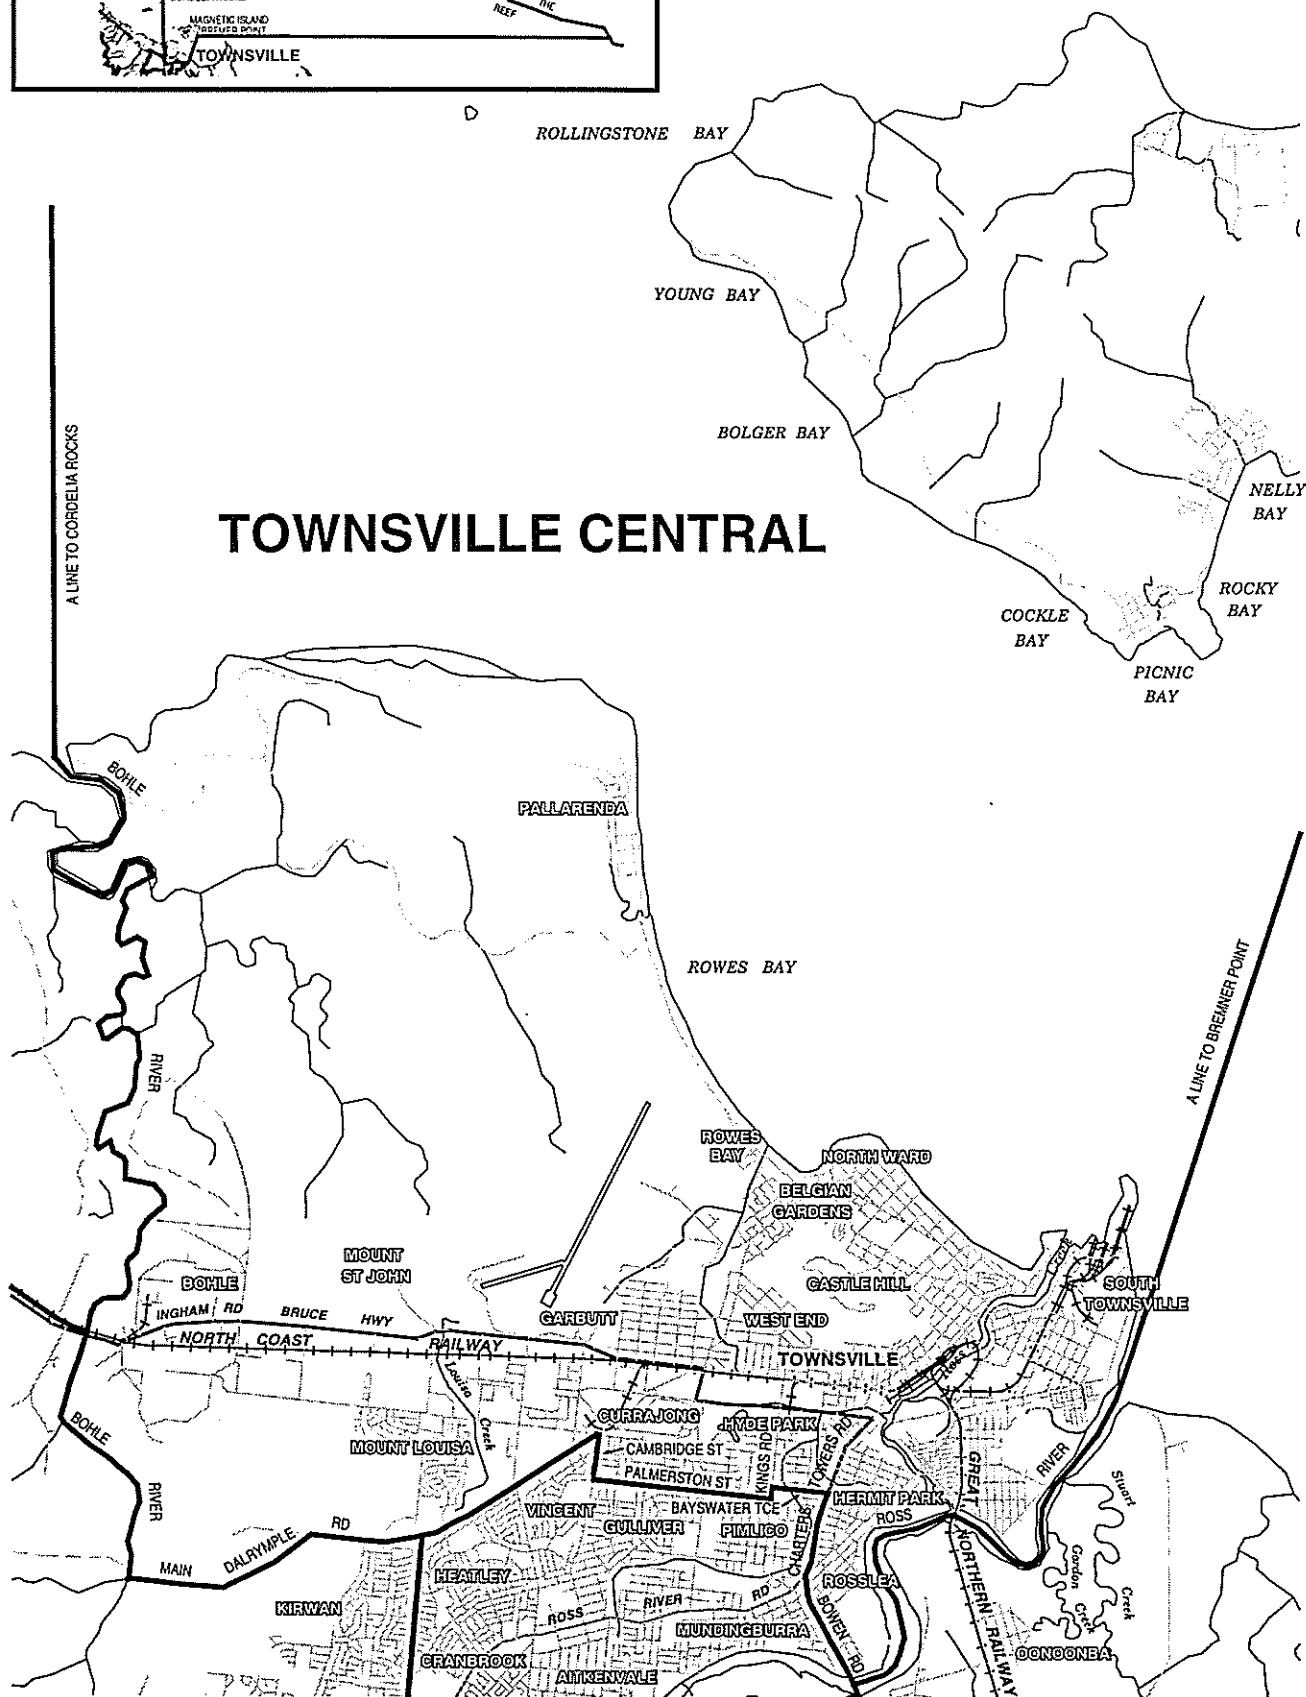 THE
REEF
MAGNETIC ISLAND
BREMER POINT
TOWNSVILLE
ROLLINGSTONE BAY
YOUNG BAY
BOLGER BAY
A LINE TO CORDELIA ROCKS
TOWNSVILLE CENTRAL
NELLY
BAY
ROCKY
BAY
COCKLE
BAY
PICNIC
BAY
BOHLE
PALLARENDA
ROWES BAY
A LINE TO BREMNER POINT
RIVER
ROWES
BAY
NORTH WARD
BELGIAN
GARDENS
MOUNT
ST JOHN
BOHLE
CASTLE HILL
SOUTH
TOWNSVILLE
INGHAM RD BRUCE HWY
GARBUTT
WEST END
NORTH COAST RAILWAY
TOWNSVILLE
Ross
Louisa Creek
CURRAJONG
HYDE PARK
BOHLE
RIVER
MOUNT LOUISA
CAMBRIDGE ST
KINGS RD
TOWERS RD
PALMERSTON ST
GREAT
RIVER
Stuart
Creek
HERMIT PARK
VINCENT
BAYSWATER TCE
ROSS
GULLIVER
PIMLICO
CHARTERS
MAIN
DALRYMPLE
RD
NORTHERN RAILWAY
Gordon
Creek
HEATLEY
ROSSLEA
KIRWAN
ROSS RIVER RD
BOWEN RD
MUNDINGBURRA
OONOONBA
CRANBROOK
AITKENVALE